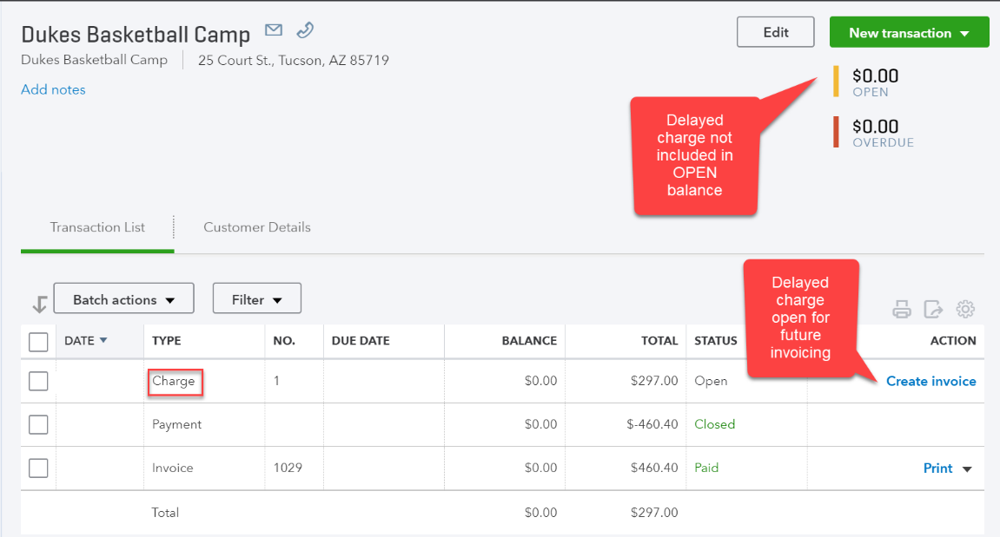 Dukes Basketball Camp
Edit
New transaction
Dukes Basketball Camp 25 Court St., Tucson, AZ 85719
Add notes
$0.00
OPEN
$0.00
OVERDUE
Delayed
charge not
included in
OPEN
balance
Transaction List Customer Details
Delayed
charge
open for
future
invoicing
Batch actions Filter
DATE TYPE NO. DUE DATE BALANCE TOTAL STATUS ACTION
Charge 1 $0.00 $297.00 Open Create invoice
Payment $0.00 $-460.40 Closed
Invoice 1029 $0.00 $460.40 Paid Print
Total $0.00 $297.00